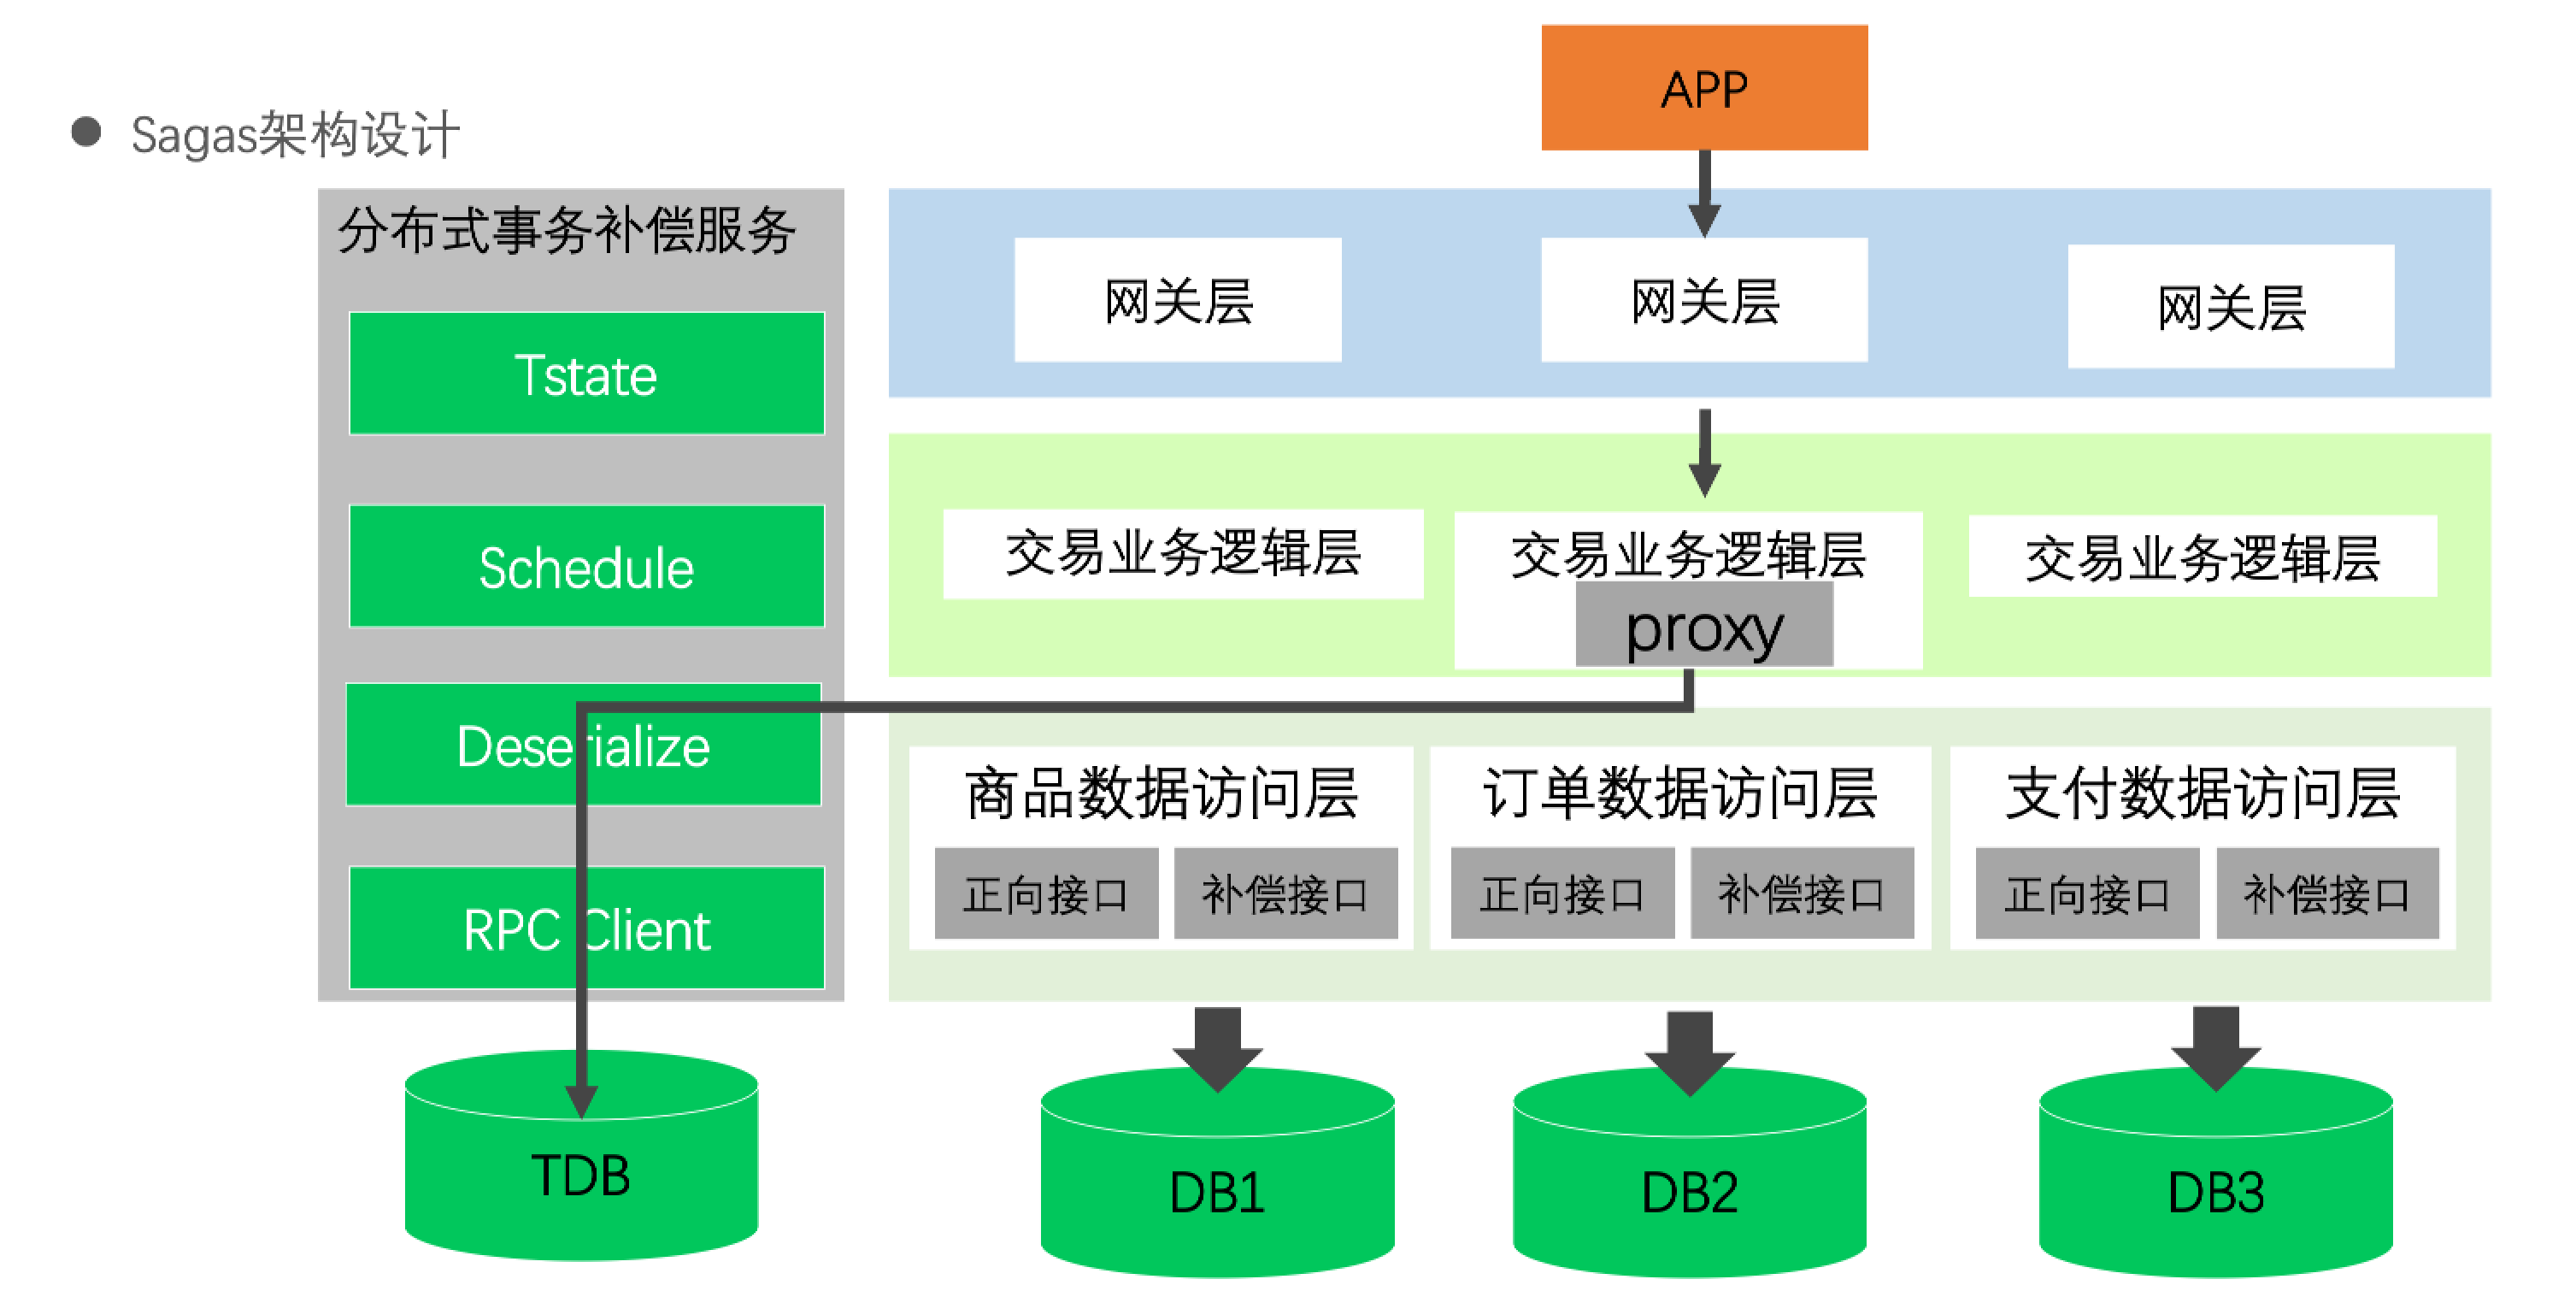 APP
Sagas架构设计
分布式事务补偿服务
Tstate
Schedule
Deserialize
RPC Client
TDB
网关层
网关层
网关层
交易业务逻辑层
交易业务逻辑层
proxy
交易业务逻辑层
商品数据访问层
正向接口
补偿接口
订单数据访问层
正向接口
补偿接口
支付数据访问层
正向接口
补偿接口
DB1
DB2
DB3